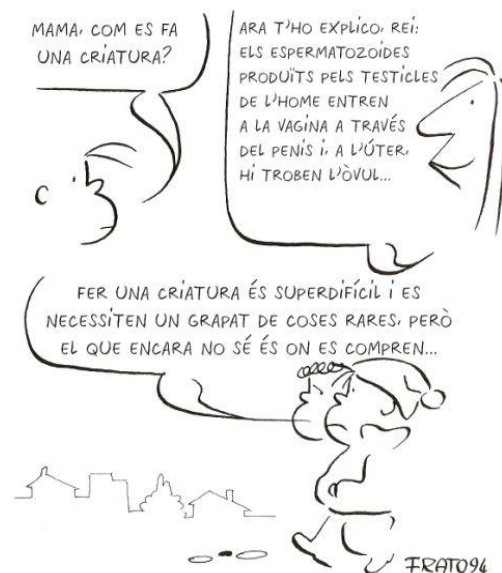 MAMA, COM ES FA
UNA CRIATURA?
ARA T'HO EXPLICO, REI:
ELS ESPERMATOZOIDES
PRODUÏTS PELS TESTICLES
DE L'HOME ENTREN
A LA VAGINA A TRAVÉS
DEL PENIS I, A L'ÚTER,
HI TROBEN L'ÒVUL...
FER UNA CRIATURA ÉS SUPERDIFÍCIL I ES
NECESSITEN UN GRAPAT DE COSES RARES, PERÒ
EL QUE ENCARA NO SÉ ÉS ON ES COMPREN...
FRATO94